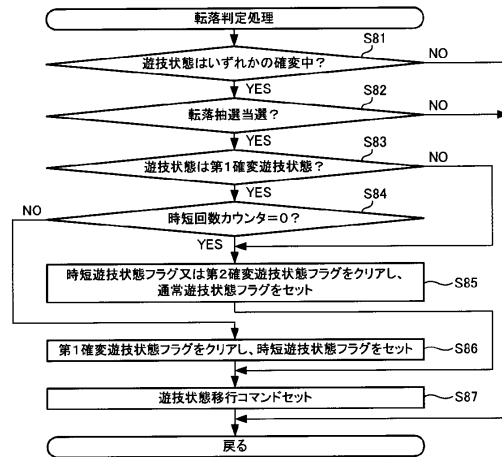 転落判定処理
S81
遊技状態はいずれかの確変中？
NO
YES
S82
転落抽選当選？
NO
YES
S83
遊技状態は第1確変遊技状態？
NO
YES
S84
NO
時短回数カウンタ=0？
YES
時短遊技状態フラグ又は第2確変遊技状態フラグをクリアし、
通常遊技状態フラグをセット
S85
第1確変遊技状態フラグをクリアし、時短遊技状態フラグをセット
S86
遊技状態移行コマンドセット
S87
戻る